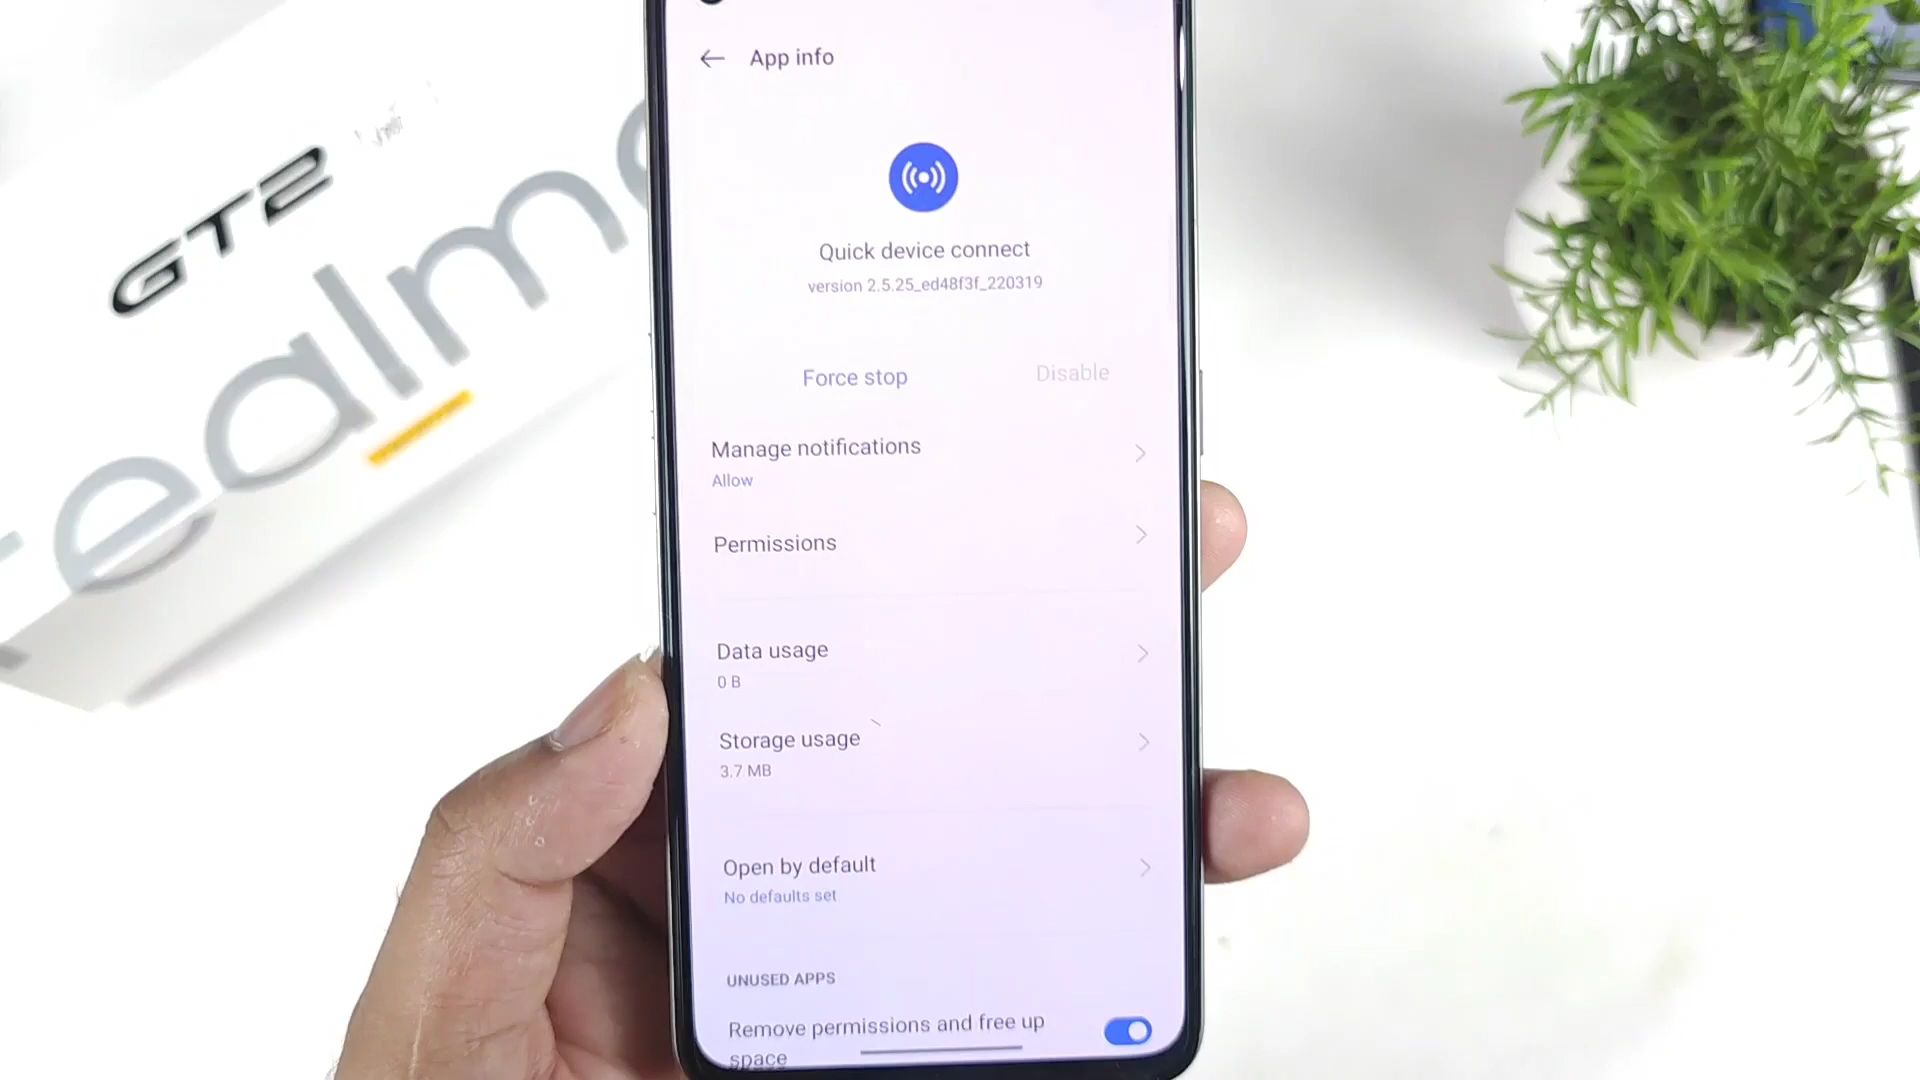 GT2
realme
App info
Quick device connect
version 2.5.25_ed48f3f_220319
Force stop
Disable
Manage notifications
Allow
Permissions
Data usage
0 B
Storage usage
3.7 MB
Open by default
No defaults set
UNUSED APPS
Remove permissions and free up
space